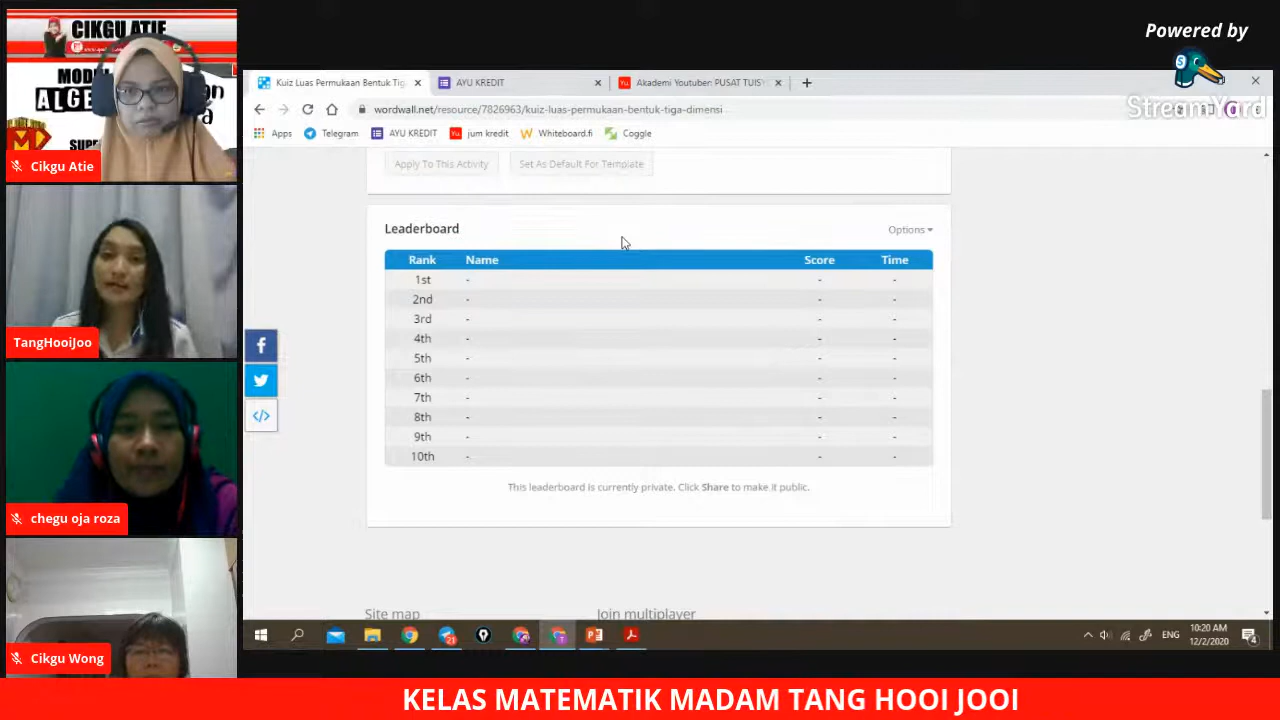 CIKGU ATIE
MODU
ALGE
SUPE
Cikgu Atie
TangHooiJoo
chegu oja roza
Cikgu Wong
Powered by
StreamYard
Kuiz Luas Permukaan Bentuk Tig
AYU KREDIT
Akademi Youtuber: PUSAT TUISY
wordwall.net/resource/7826963/kuiz-luas-permukaan-bentuk-tiga-dimensi
Apps Telegram AYU KREDIT jum kredit Whiteboard.fi Coggle
Apply To This Activity Set As Default For Template
Leaderboard Options
Rank Name Score Time
1st - - -
2nd - - -
3rd - - -
4th - - -
5th - - -
6th - - -
7th - - -
8th - - -
9th - - -
10th - - -
This leaderboard is currently private. Click Share to make it public.
Site map Join multiplayer
21
ENG
10:20 AM
12/2/2020
4
KELAS MATEMATIK MADAM TANG HOOI JOOI